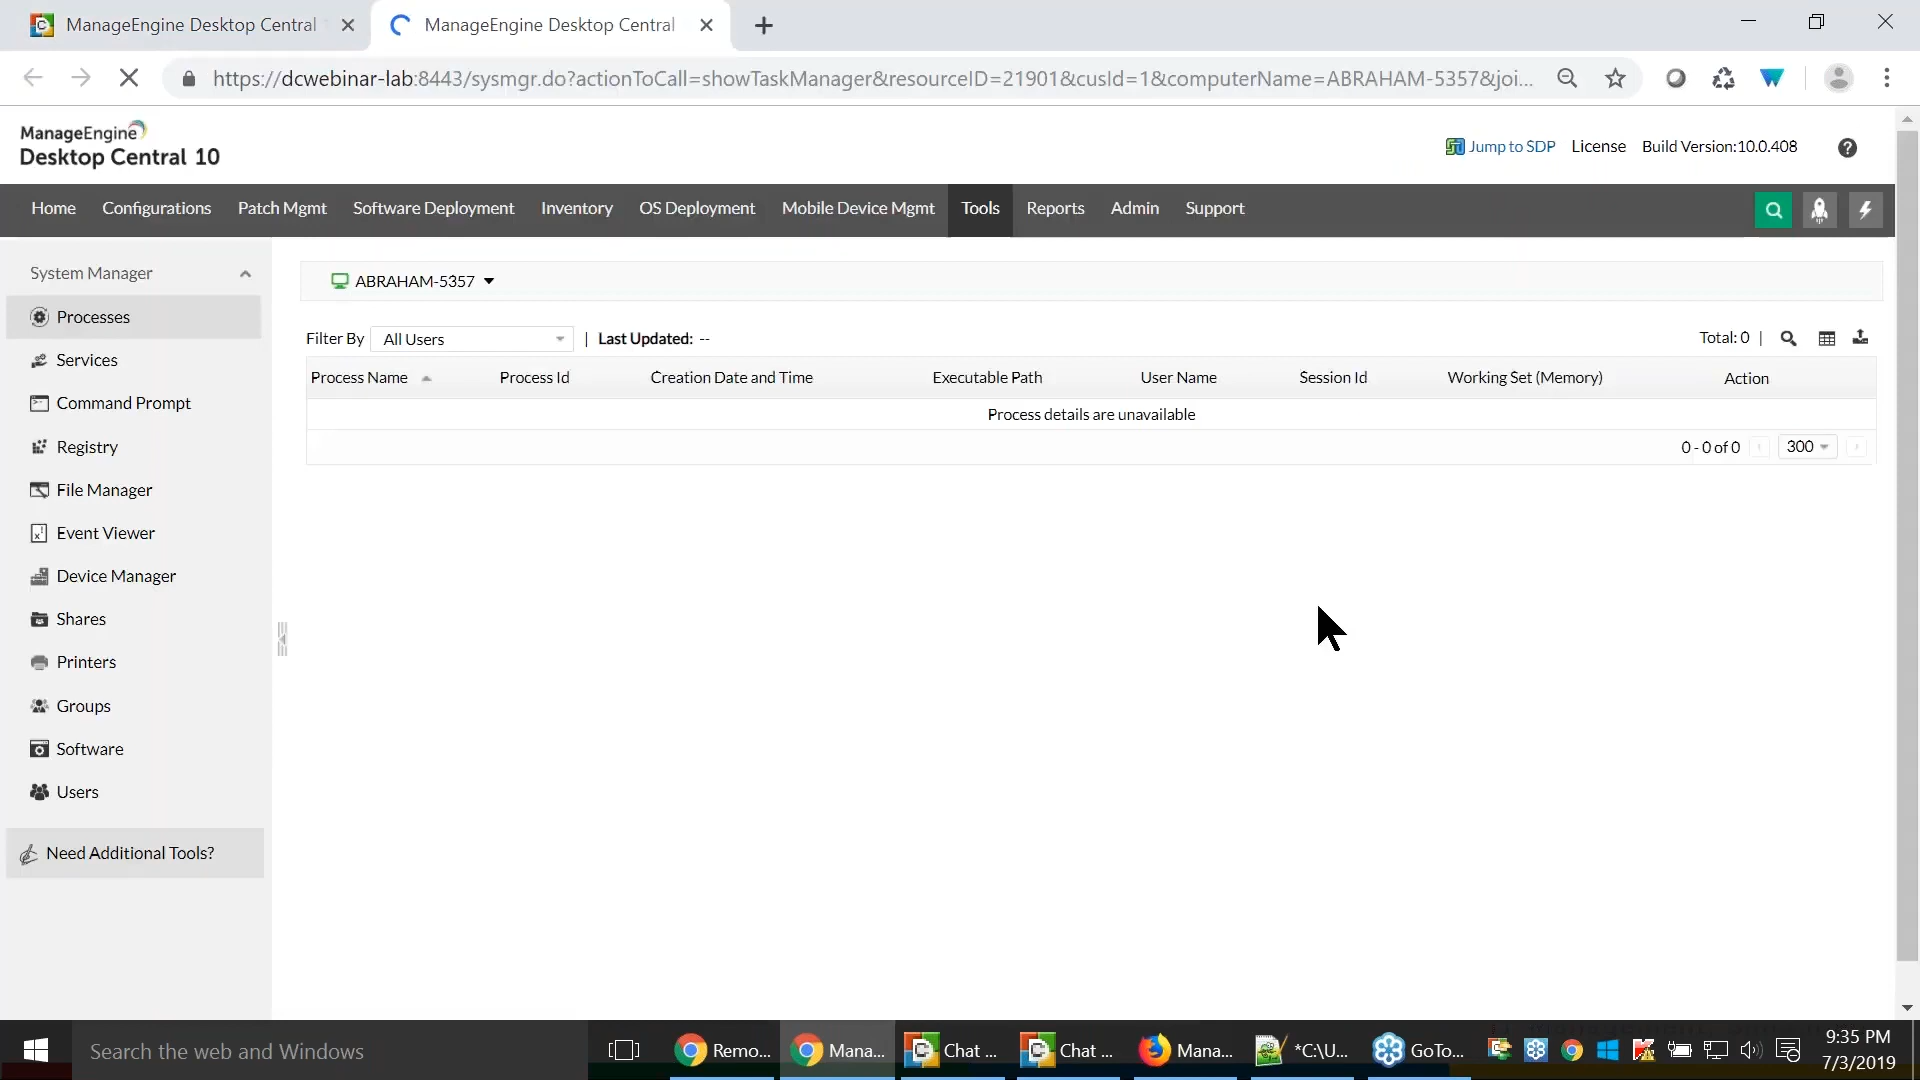 ManageEngine Desktop Central
ManageEngine Desktop Central
https://dcwebinar-lab:8443/sysmgr.do?actionToCall=showTaskManager&resourceID=21901&cusId=1&computerName=ABRAHAM-5357&joi...
ManageEngine
Desktop Central 10
Jump to SDP License Build Version:10.0.408
Home Configurations Patch Mgmt Software Deployment Inventory OS Deployment Mobile Device Mgmt Tools Reports Admin Support
System Manager
Processes
Services
Command Prompt
Registry
File Manager
Event Viewer
Device Manager
Shares
Printers
Groups
Software
Users
Need Additional Tools?
ABRAHAM-5357
Filter By All Users | Last Updated: --
Total: 0 |
Process Name Process Id Creation Date and Time Executable Path User Name Session Id Working Set (Memory) Action
Process details are unavailable
0 - 0 of 0 300
Search the web and Windows
Remo... Mana... Chat ... Chat ... Mana... *C:\U... GoTo...
9:35 PM
7/3/2019